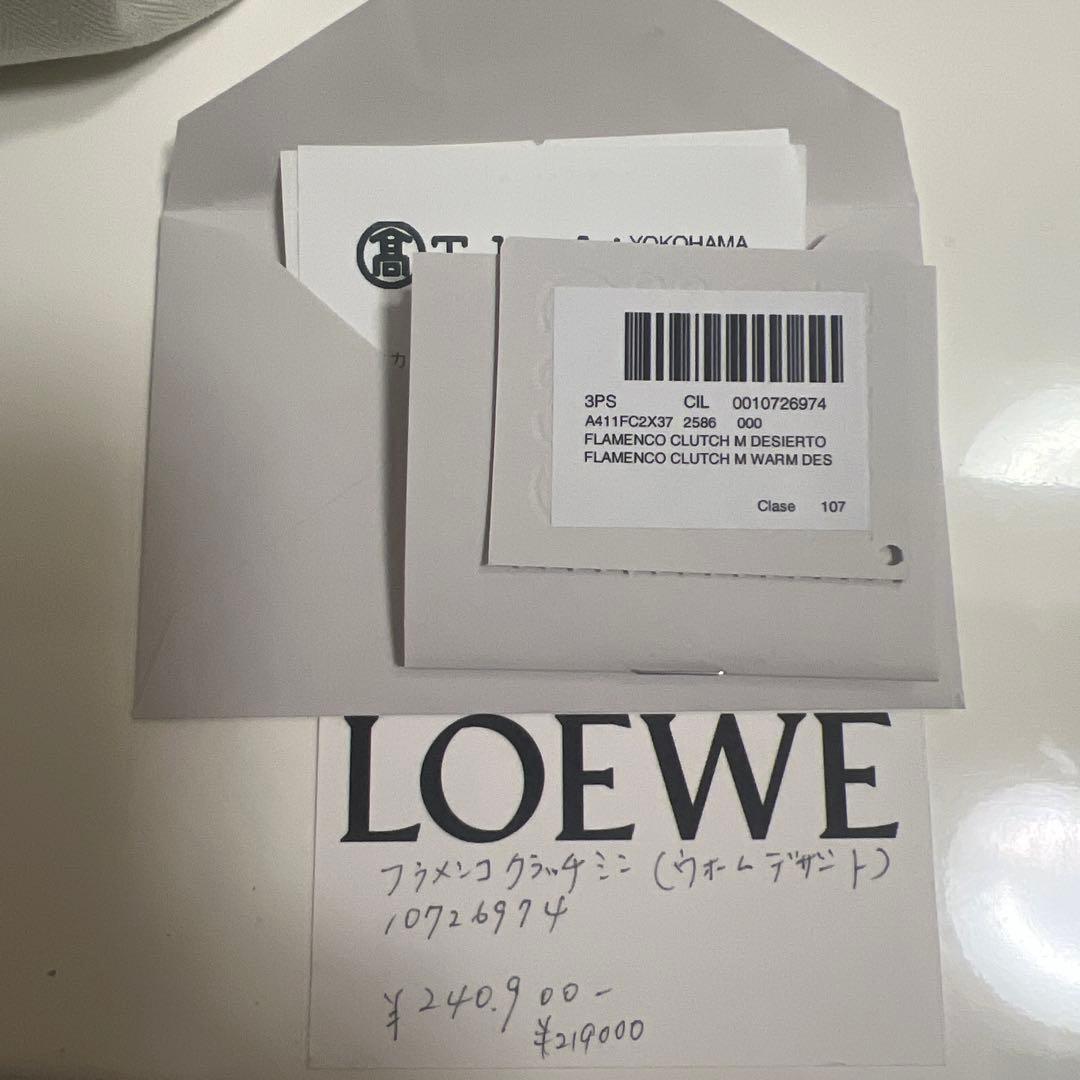 髙
YOKOHAMA
カ
3PS CIL 0010726974
A411FC2X37 2586 000
FLAMENCO CLUTCH M DESIERTO
FLAMENCO CLUTCH M WARM DES
Clase 107
LOEWE
フラメンコクラッチミニ(ウォームデザート)
10726974
¥240.900-
¥219000